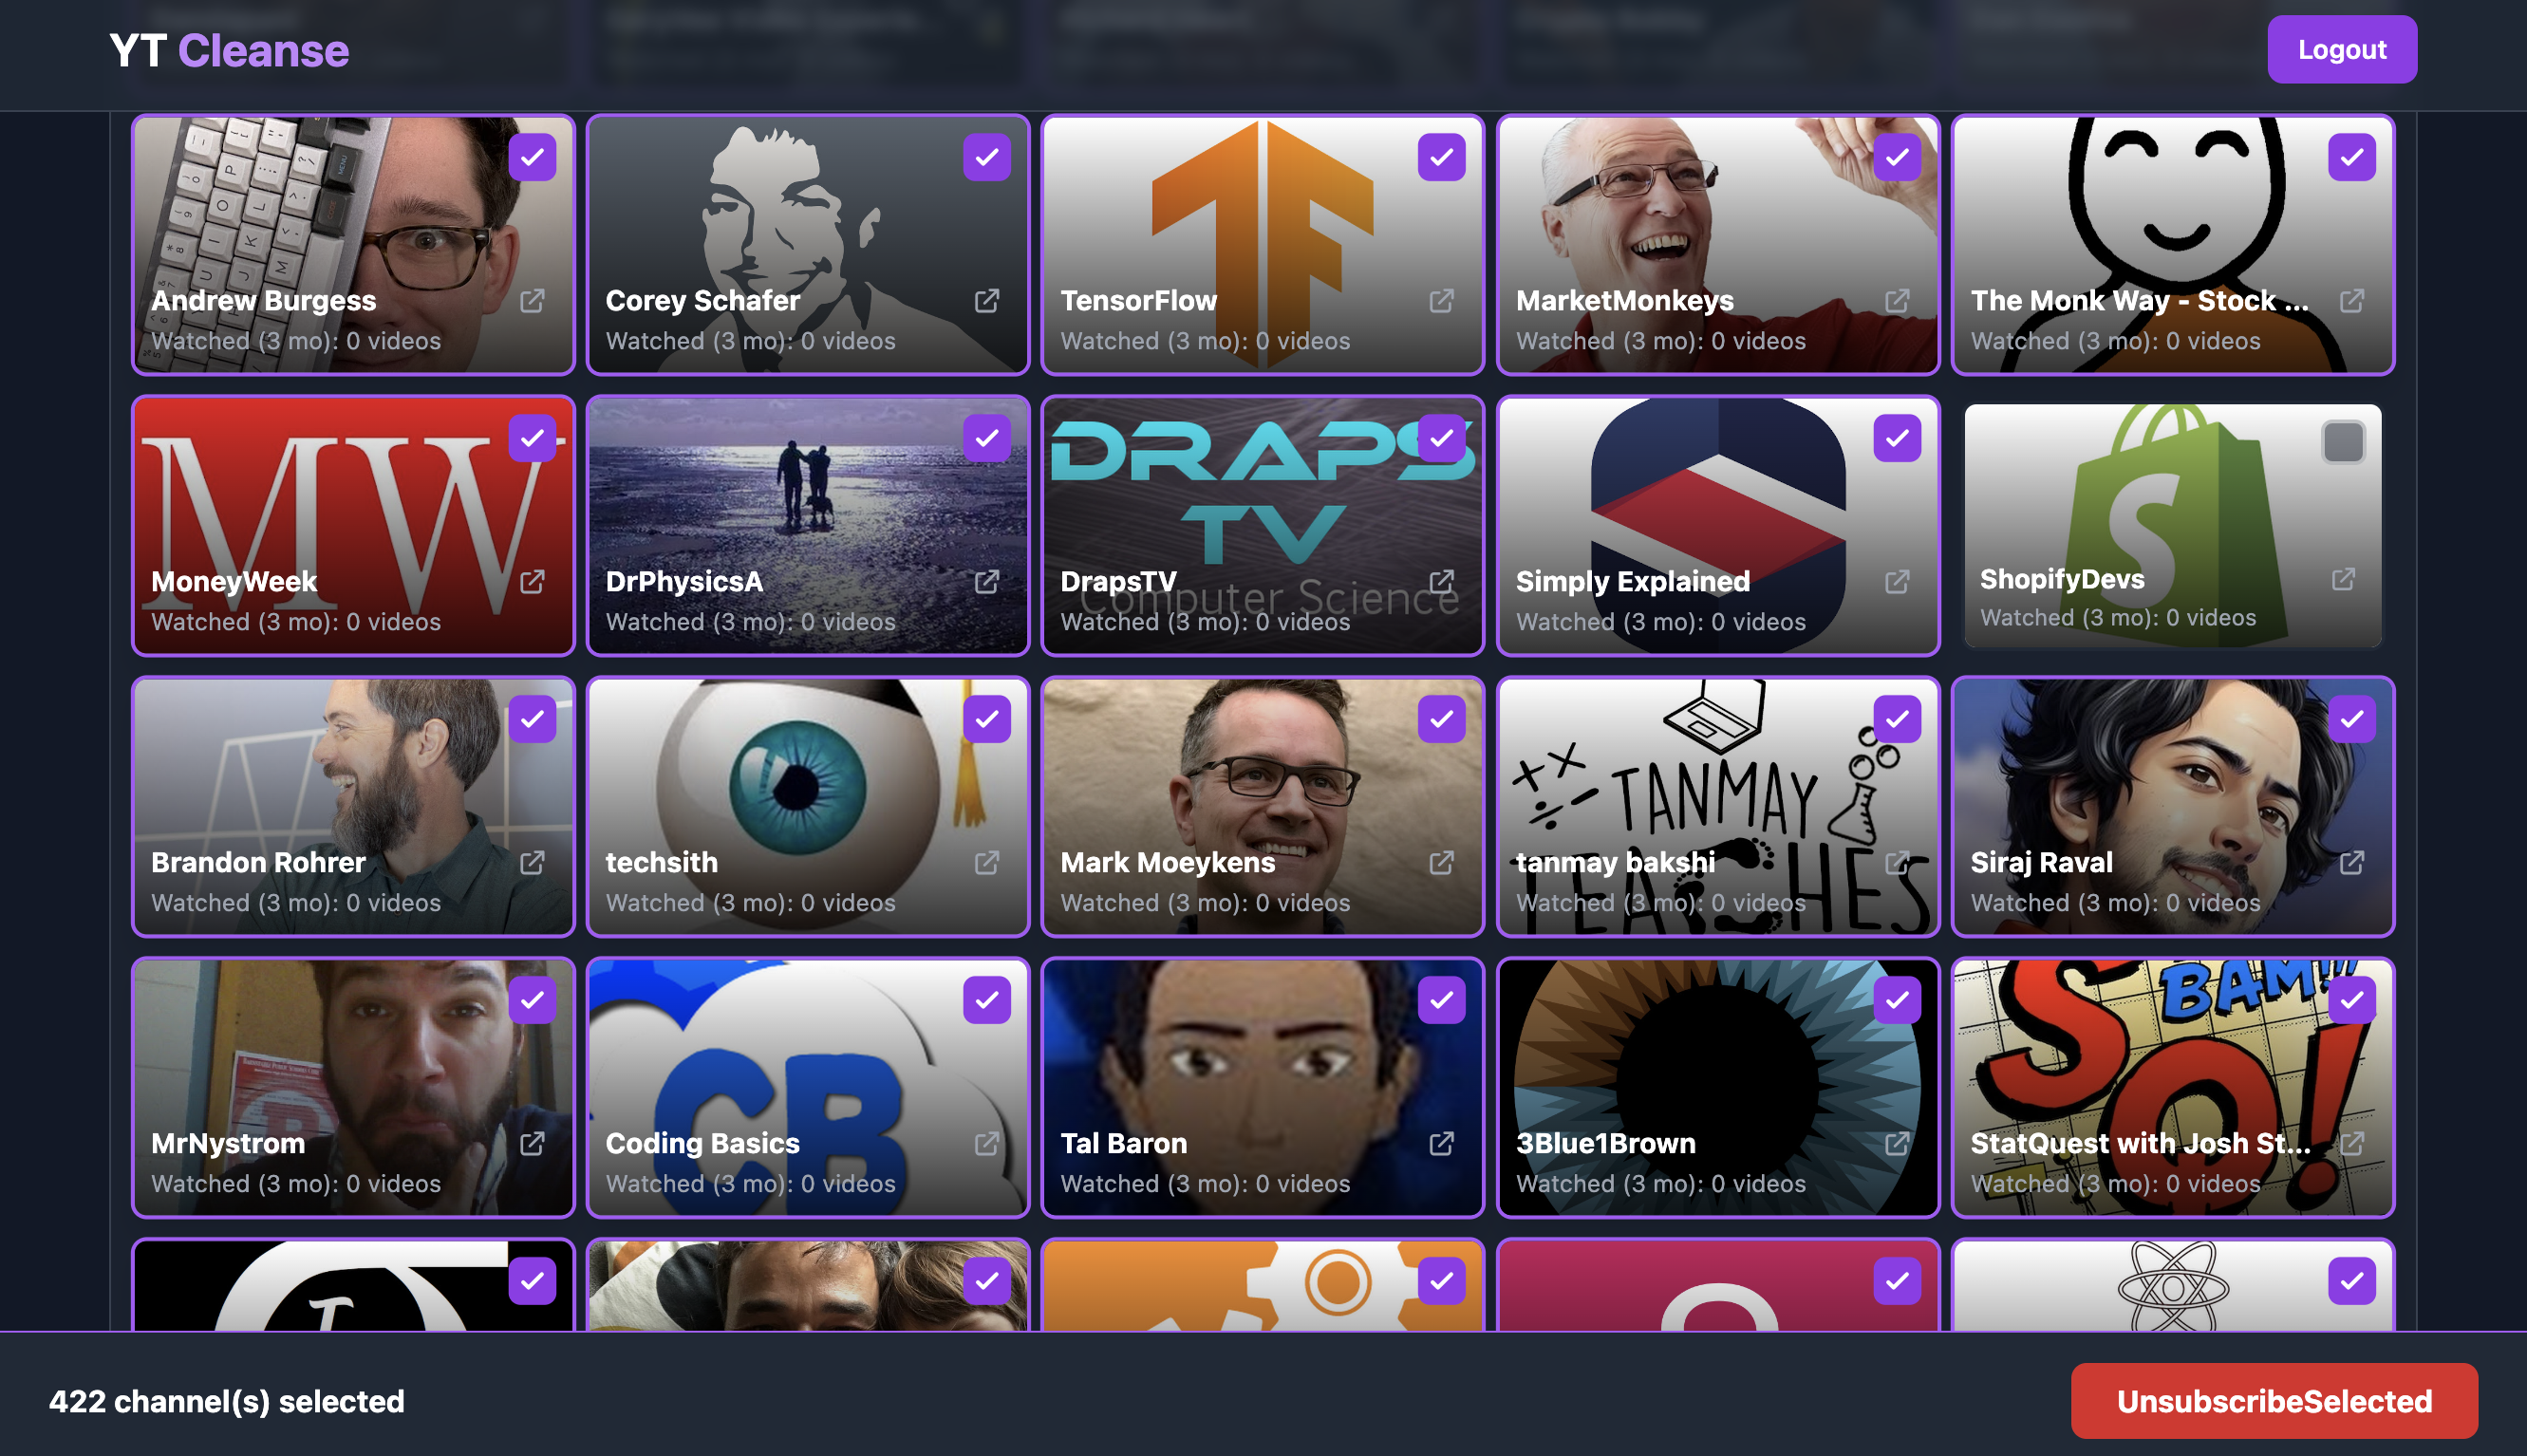 YT Cleanse
Logout
Andrew Burgess
Watched (3 mo): 0 videos
Corey Schafer
Watched (3 mo): 0 videos
TensorFlow
Watched (3 mo): 0 videos
MarketMonkeys
Watched (3 mo): 0 videos
The Monk Way - Stock ...
Watched (3 mo): 0 videos
MW
MoneyWeek
Watched (3 mo): 0 videos
DrPhysicsA
Watched (3 mo): 0 videos
DRAPS
TV
DrapsTV
Computer Science
Watched (3 mo): 0 videos
Simply Explained
Watched (3 mo): 0 videos
S
ShopifyDevs
Watched (3 mo): 0 videos
Brandon Rohrer
Watched (3 mo): 0 videos
techsith
Watched (3 mo): 0 videos
Mark Moeykens
Watched (3 mo): 0 videos
TANMAY
TEACHES
tanmay bakshi
Watched (3 mo): 0 videos
Siraj Raval
Watched (3 mo): 0 videos
MrNystrom
Watched (3 mo): 0 videos
CB
Coding Basics
Watched (3 mo): 0 videos
Tal Baron
Watched (3 mo): 0 videos
3Blue1Brown
Watched (3 mo): 0 videos
BAM!!!
SQ!
StatQuest with Josh St...
Watched (3 mo): 0 videos
422 channel(s) selected
UnsubscribeSelected